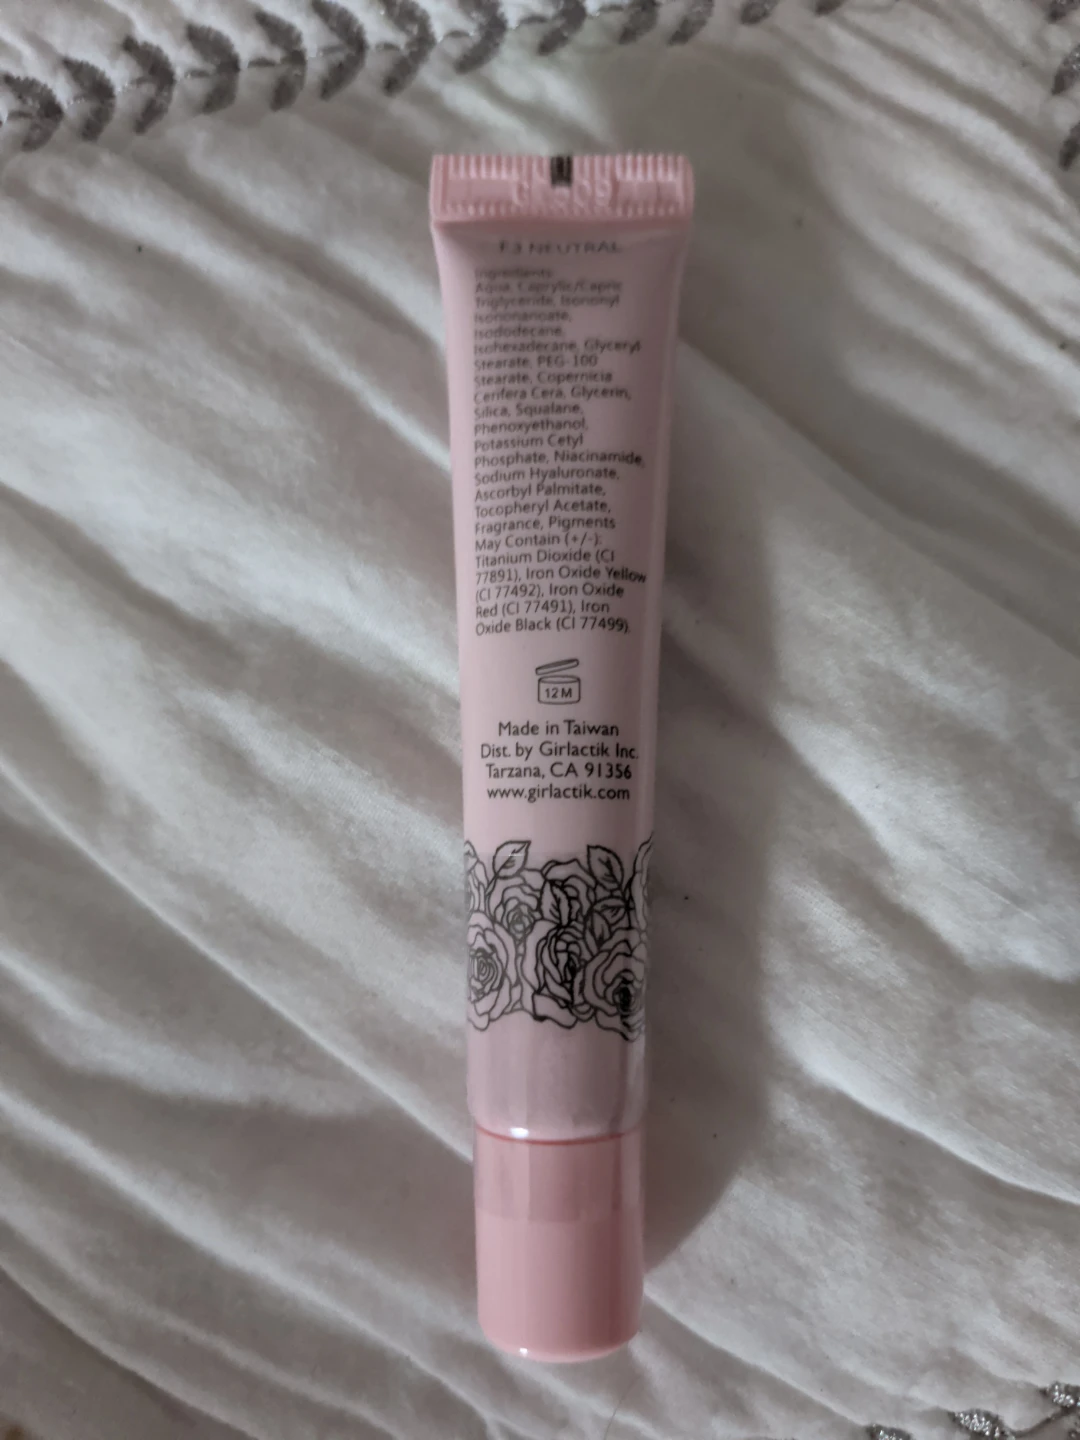 F3 NEUTRAL
Ingredients:
Aqua, Caprylic/Capric
Triglyceride, Isononyl
Isononanoate,
Isododecane,
Isohexadecane, Glyceryl
Stearate, PEG-100
Stearate, Copernicia
Cerifera Cera, Glycerin,
Silica, Squalane,
Phenoxyethanol,
Potassium Cetyl
Phosphate, Niacinamide,
Sodium Hyaluronate,
Ascorbyl Palmitate,
Tocopheryl Acetate,
Fragrance, Pigments
May Contain (+/-):
Titanium Dioxide (CI
77891), Iron Oxide Yellow
(CI 77492), Iron Oxide
Red (CI 77491), Iron
Oxide Black (CI 77499).
12M
Made in Taiwan
Dist. by Girlactik Inc.
Tarzana, CA 91356
www.girlactik.com